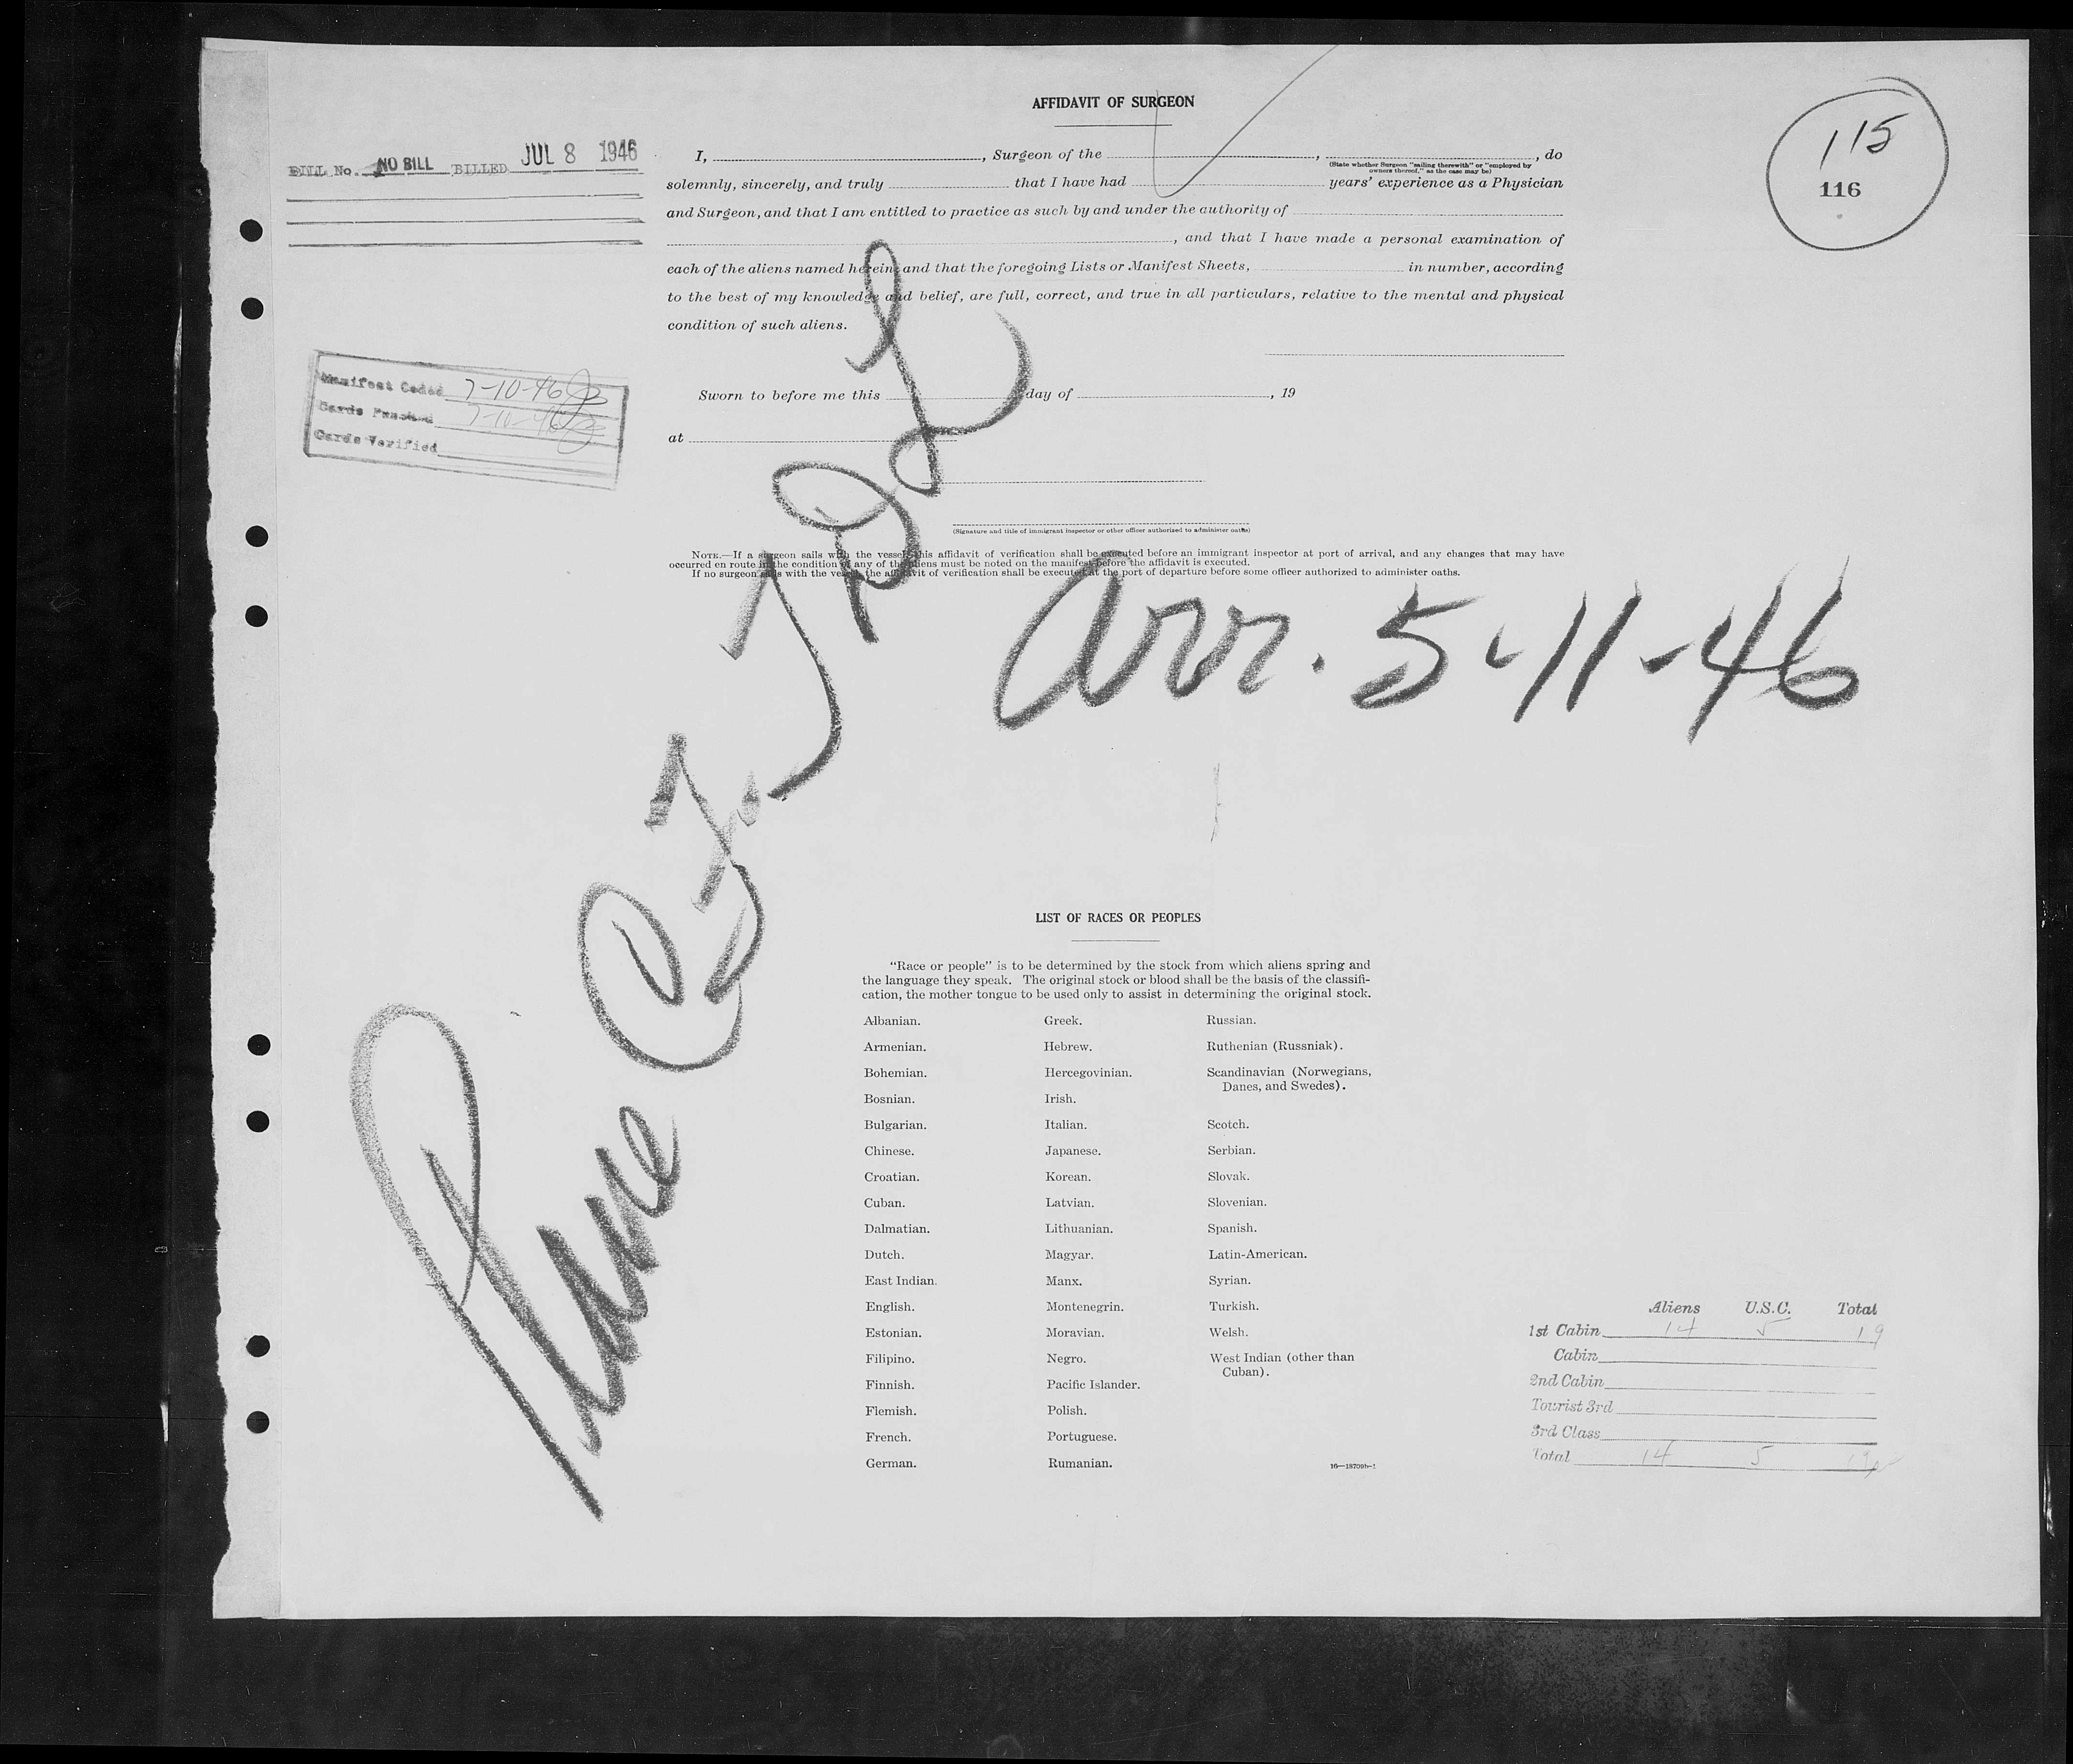 AFFIDAVIT OF SURGEON
115
116
BILL No. NO BILL BILLED JUL 8 1946
I, , Surgeon of the , , do
(State whether Surgeon "sailing therewith" or "employed by
owners thereof," as the case may be)
solemnly, sincerely, and truly that I have had years' experience as a Physician
and Surgeon, and that I am entitled to practice as such by and under the authority of
, and that I have made a personal examination of
each of the aliens named herein, and that the foregoing Lists or Manifest Sheets, in number, according
to the best of my knowledge and belief, are full, correct, and true in all particulars, relative to the mental and physical
condition of such aliens.
Manifest Coded 7-10-46
Cards Punched 7-10-46
Cards Verified
Sworn to before me this day of , 19
at
(Signature and title of immigrant inspector or other officer authorized to administer oaths)
NOTE.—If a surgeon sails with the vessel, this affidavit of verification shall be executed before an immigrant inspector at port of arrival, and any changes that may have
occurred en route in the condition of any of the aliens must be noted on the manifest before the affidavit is executed.
If no surgeon sails with the vessel, the affidavit of verification shall be executed at the port of departure before some officer authorized to administer oaths.
Arr. 5-11-46
Plane
LIST OF RACES OR PEOPLES
"Race or people" is to be determined by the stock from which aliens spring and
the language they speak. The original stock or blood shall be the basis of the classifi-
cation, the mother tongue to be used only to assist in determining the original stock.
Albanian.
Armenian.
Bohemian.
Bosnian.
Bulgarian.
Chinese.
Croatian.
Cuban.
Dalmatian.
Dutch.
East Indian.
English.
Estonian.
Filipino.
Finnish.
Flemish.
French.
German.
Greek.
Hebrew.
Hercegovinian.
Irish.
Italian.
Japanese.
Korean.
Latvian.
Lithuanian.
Magyar.
Manx.
Montenegrin.
Moravian.
Negro.
Pacific Islander.
Polish.
Portuguese.
Rumanian.
Russian.
Ruthenian (Russniak).
Scandinavian (Norwegians,
Danes, and Swedes).
Scotch.
Serbian.
Slovak.
Slovenian.
Spanish.
Latin-American.
Syrian.
Turkish.
Welsh.
West Indian (other than
Cuban).
16—18709b-1
Aliens U.S.C. Total
1st Cabin 14 5 19
Cabin
2nd Cabin
Tourist 3rd
3rd Class
Total 14 5 19